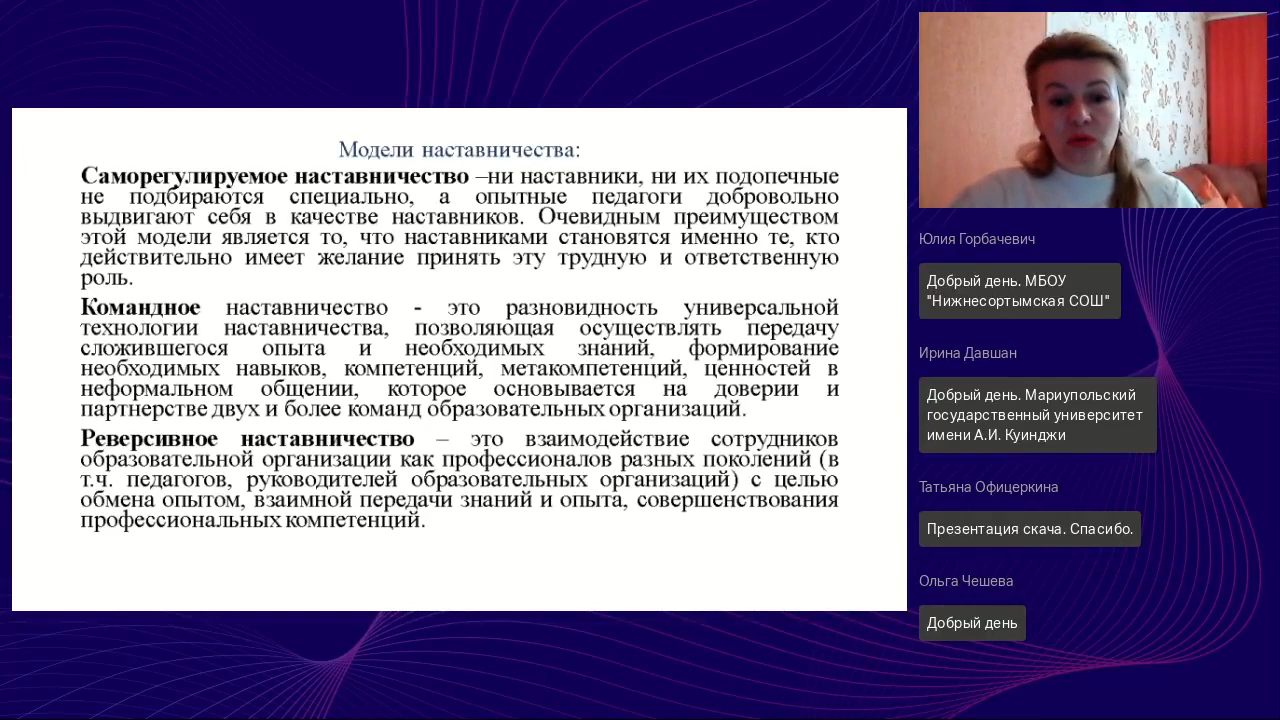 Модели наставничества:
Саморегулируемое наставничество –ни наставники, ни их подопечные
не подбираются специально, а опытные педагоги добровольно
выдвигают себя в качестве наставников. Очевидным преимуществом
этой модели является то, что наставниками становятся именно те, кто
действительно имеет желание принять эту трудную и ответственную
роль.
Командное наставничество - это разновидность универсальной
технологии наставничества, позволяющая осуществлять передачу
сложившегося опыта и необходимых знаний, формирование
необходимых навыков, компетенций, метакомпетенций, ценностей в
неформальном общении, которое основывается на доверии и
партнерстве двух и более команд образовательных организаций.
Реверсивное наставничество – это взаимодействие сотрудников
образовательной организации как профессионалов разных поколений (в
т.ч. педагогов, руководителей образовательных организаций) с целью
обмена опытом, взаимной передачи знаний и опыта, совершенствования
профессиональных компетенций.
Юлия Горбачевич
Добрый день. МБОУ
"Нижнесортымская СОШ"
Ирина Давшан
Добрый день. Мариупольский
государственный университет
имени А.И. Куинджи
Татьяна Офицеркина
Презентация скача. Спасибо.
Ольга Чешева
Добрый день